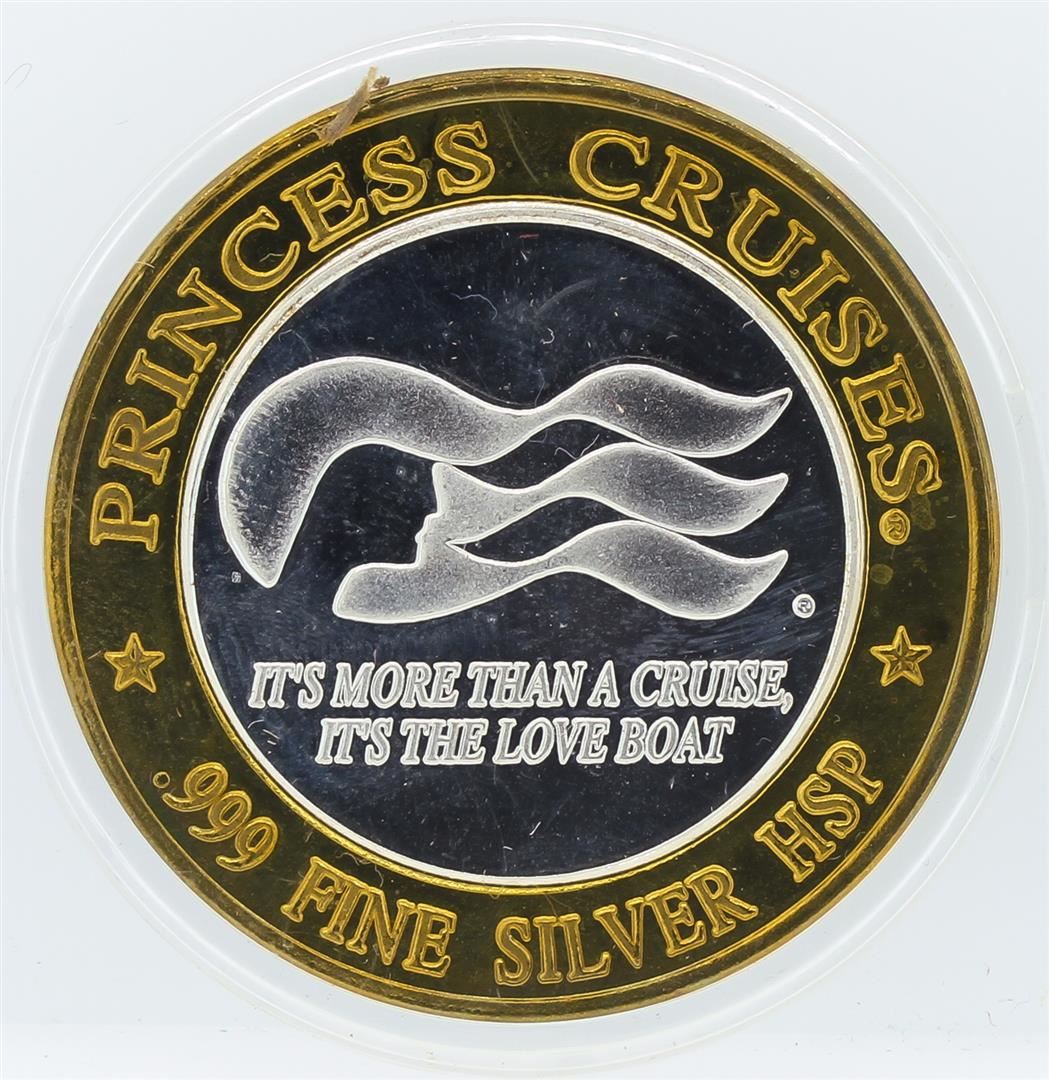 PRINCESS CRUISES®
®
IT'S MORE THAN A CRUISE,
IT'S THE LOVE BOAT
.999 FINE SILVER HSP